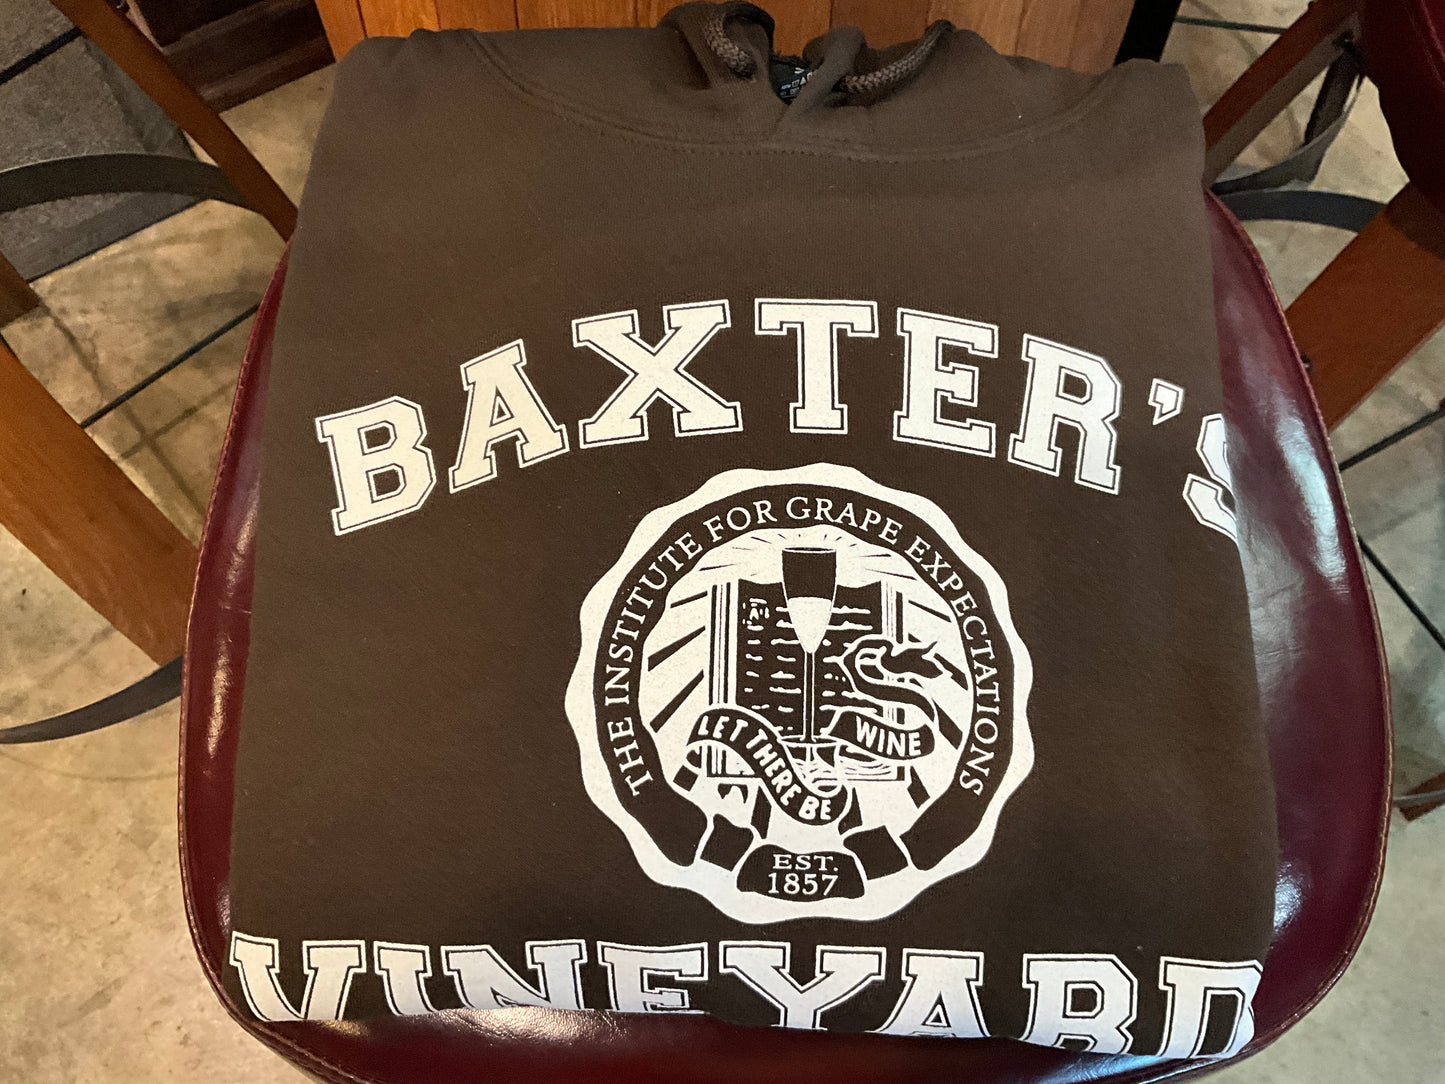 BAXTER'S
THE INSTITUTE FOR GRAPE EXPECTATIONS
LET THERE BE WINE
EST.
1857
VINEYARD